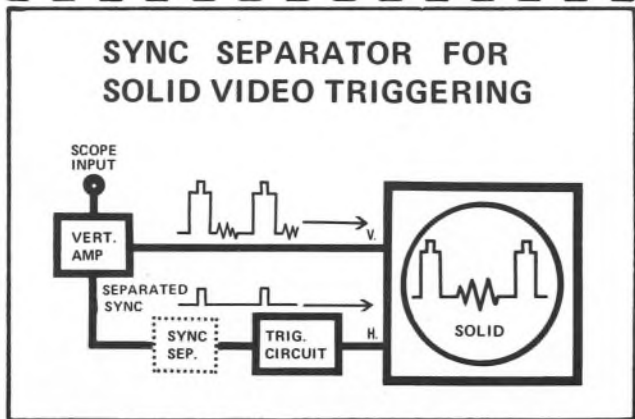 SYNC SEPARATOR FOR
SOLID VIDEO TRIGGERING
SCOPE
INPUT
VERT.
AMP
V.
SEPARATED
SYNC
SYNC
SEP.
TRIG.
CIRCUIT
H.
SOLID